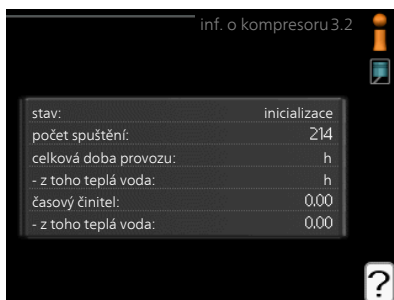 inf. o kompresoru 3.2
stav: inicializace
počet spuštění: 214
celková doba provozu: h
- z toho teplá voda: h
časový činitel: 0.00
- z toho teplá voda: 0.00
?